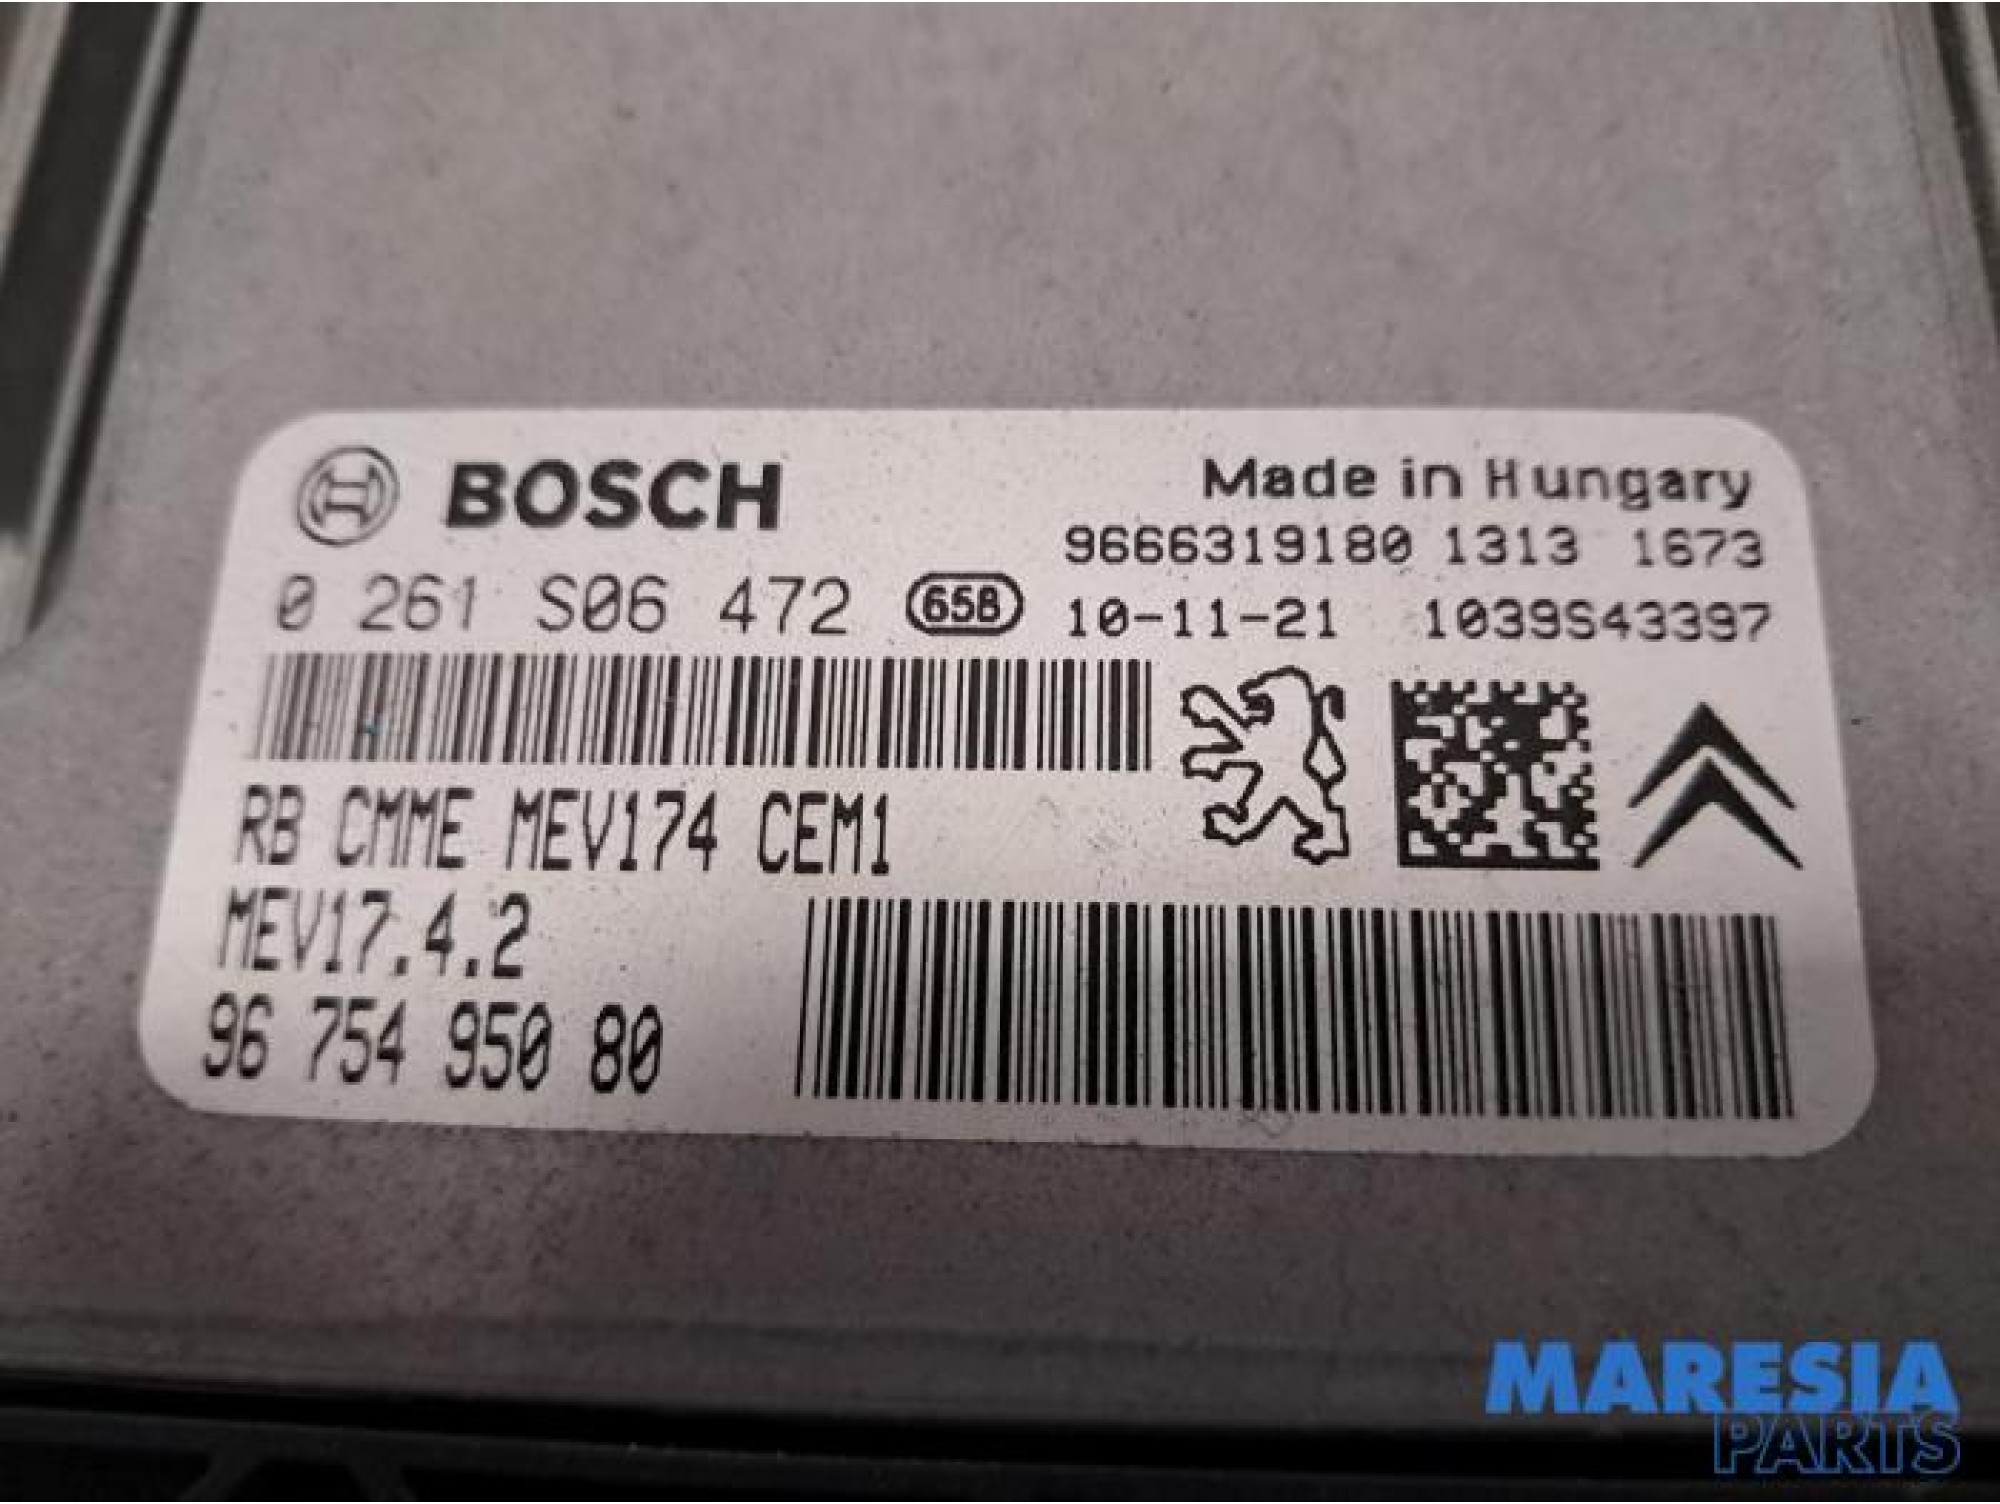 BOSCH
Made in Hungary
9666319180 1313 1673
0 261 S06 472 65B 10-11-21 1039S43397
RB CMME MEV174 CEM1
MEV17.4.2
96 754 950 80
MARESIA
PARTS